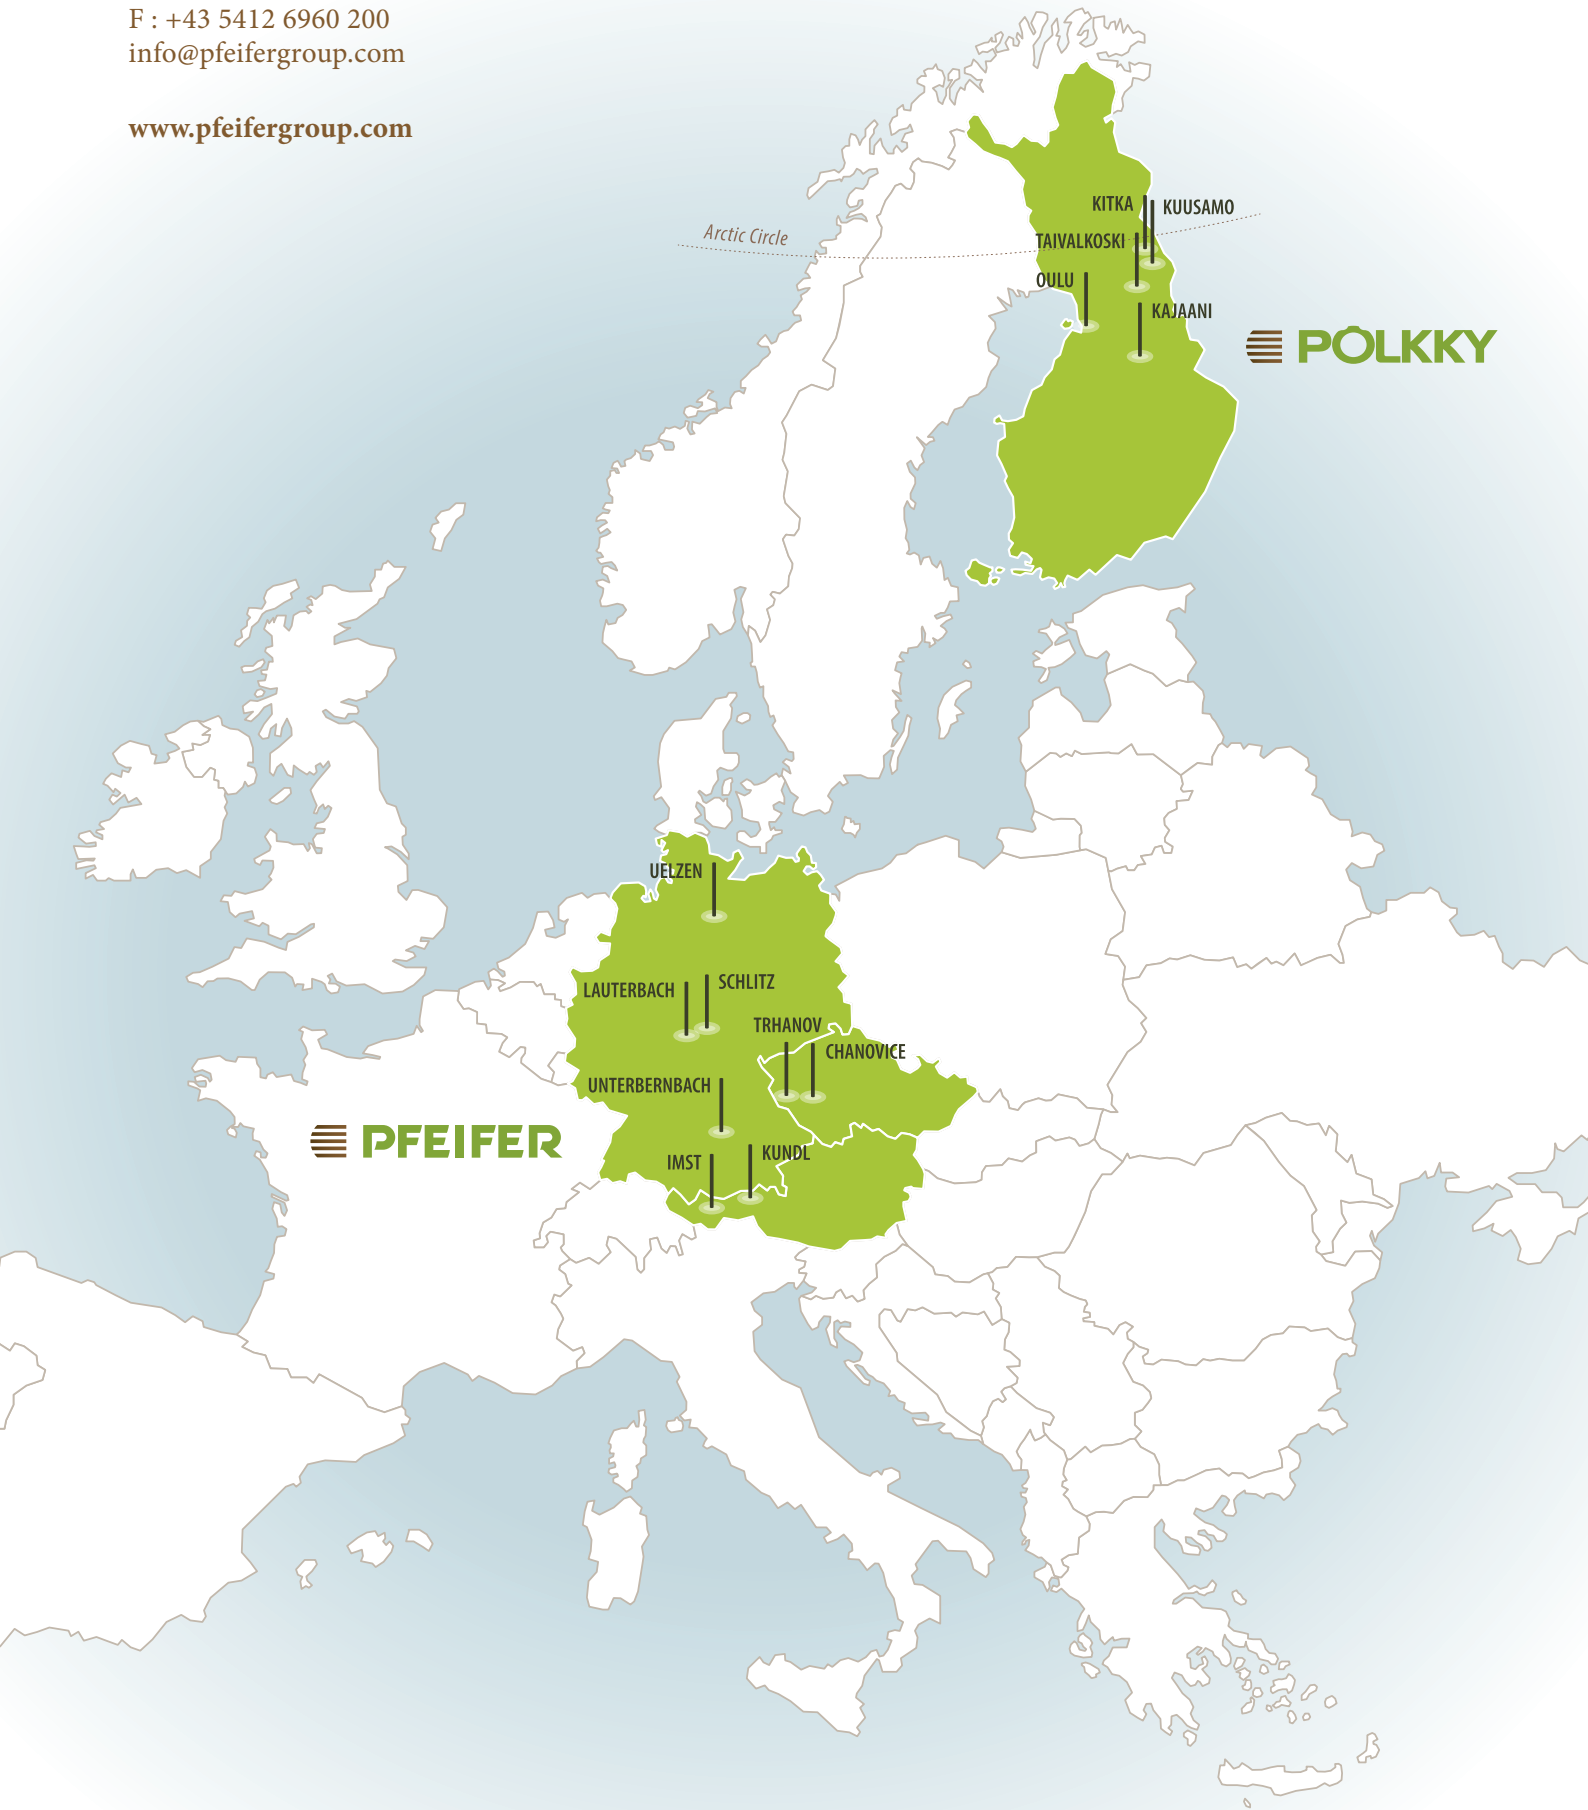 F : +43 5412 6960 200
info@pfeifergroup.com
www.pfeifergroup.com
KITKA
KUUSAMO
Arctic Circle
TAIVALKOSKI
OULU
KAJAANI
PÖLKKY
UELZEN
LAUTERBACH
SCHLITZ
TRHANOV
CHANOVICE
UNTERBERNBACH
PFEIFER
IMST
KUNDL